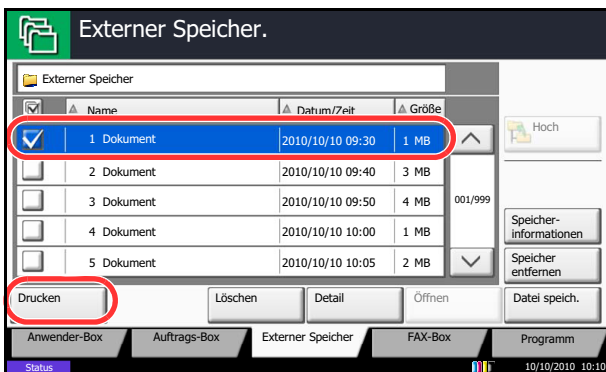 Externer Speicher.
Externer Speicher
Name Datum/Zeit Größe
1 Dokument 2010/10/10 09:30 1 MB
Hoch
2 Dokument 2010/10/10 09:40 3 MB
3 Dokument 2010/10/10 09:50 4 MB
001/999
4 Dokument 2010/10/10 10:00 1 MB
Speicher-
informationen
5 Dokument 2010/10/10 10:05 2 MB
Speicher
entfernen
Drucken Löschen Detail Öffnen Datei speich.
Anwender-Box Auftrags-Box Externer Speicher FAX-Box Programm
Status 10/10/2010 10:10